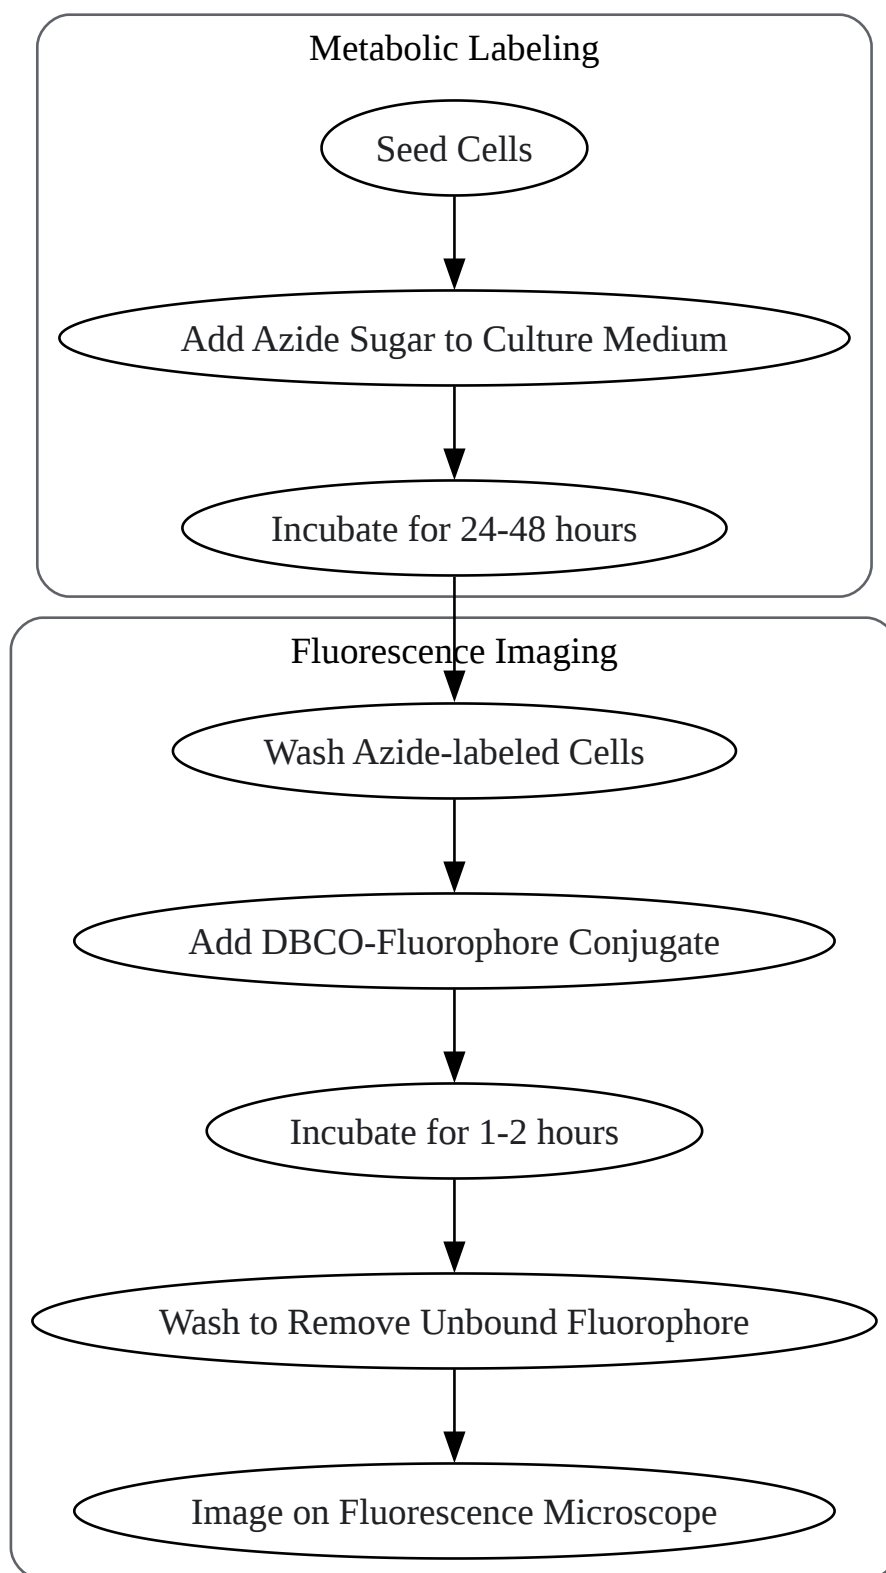 Metabolic Labeling
Seed Cells
Add Azide Sugar to Culture Medium
Incubate for 24-48 hours
Fluorescence Imaging
Wash Azide-labeled Cells
Add DBCO-Fluorophore Conjugate
Incubate for 1-2 hours
Wash to Remove Unbound Fluorophore
Image on Fluorescence Microscope